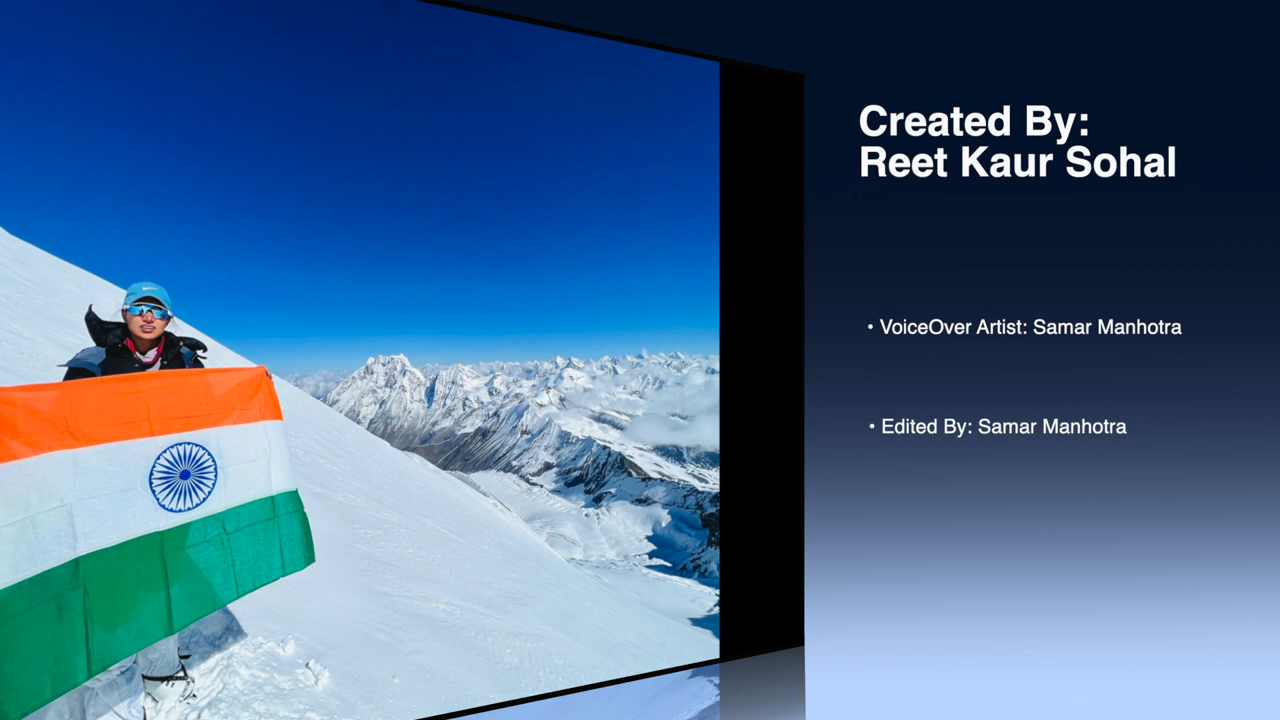 Created By:
Reet Kaur Sohal
• VoiceOver Artist: Samar Manhotra
• Edited By: Samar Manhotra